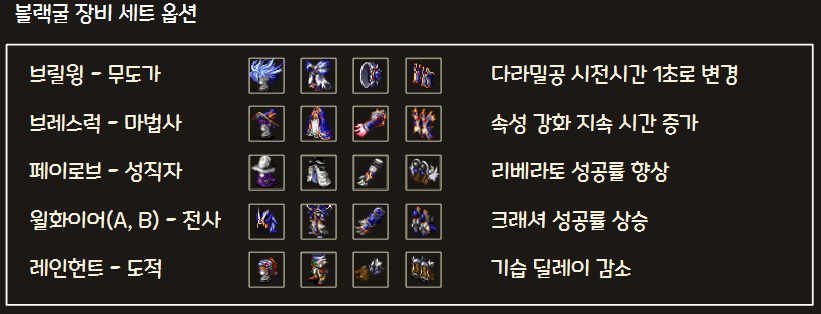 블랙굴 장비 세트 옵션
브릴윙 - 무도가 다라밀공 시전시간 1초로 변경
브레스럭 - 마법사 속성 강화 지속 시간 증가
페이로브 - 성직자 리베라토 성공률 향상
윌화이어(A, B) - 전사 크래셔 성공률 상승
레인헌트 - 도적 기습 딜레이 감소